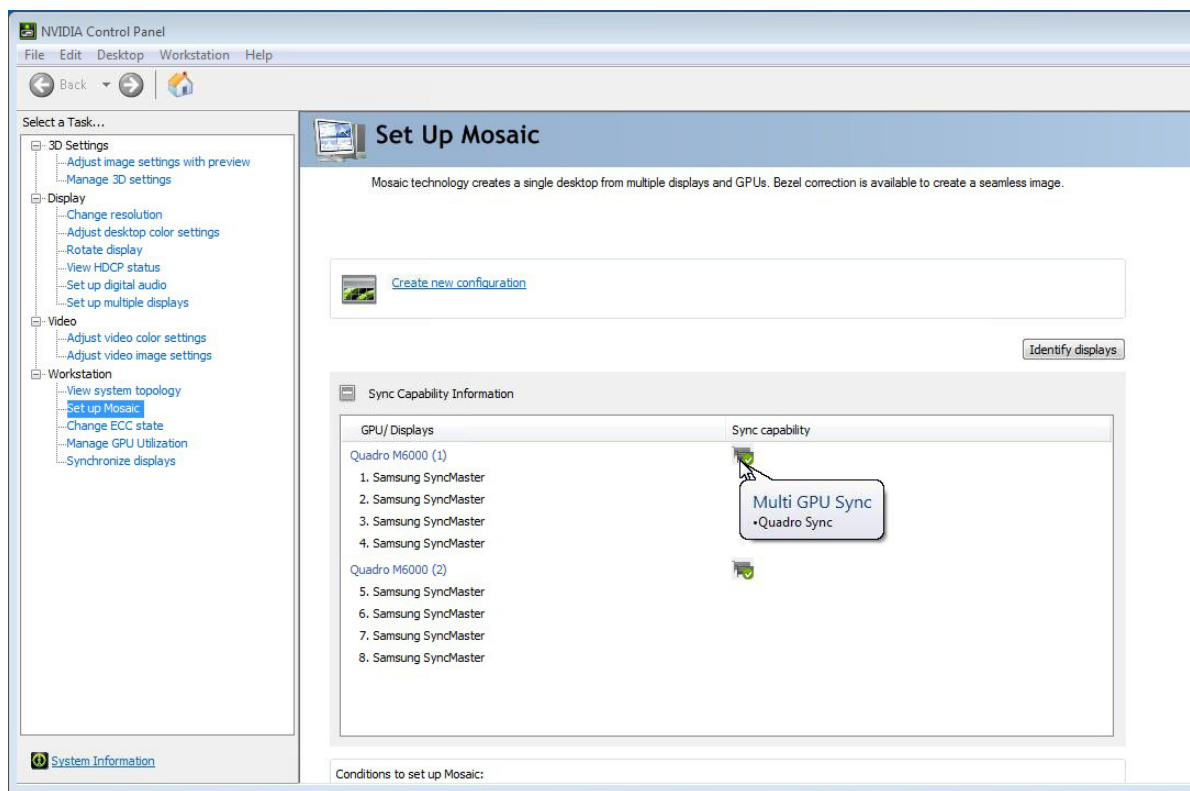 NVIDIA Control Panel
File Edit Desktop Workstation Help
Back
Select a Task...
3D Settings
Adjust image settings with preview
Manage 3D settings
Display
Change resolution
Adjust desktop color settings
Rotate display
View HDCP status
Set up digital audio
Set up multiple displays
Video
Adjust video color settings
Adjust video image settings
Workstation
View system topology
Set up Mosaic
Change ECC state
Manage GPU Utilization
Synchronize displays
System Information
Set Up Mosaic
Mosaic technology creates a single desktop from multiple displays and GPUs. Bezel correction is available to create a seamless image.
Create new configuration
Identify displays
Sync Capability Information
GPU/ Displays Sync capability
Quadro M6000 (1)
1. Samsung SyncMaster
2. Samsung SyncMaster
3. Samsung SyncMaster
4. Samsung SyncMaster
Multi GPU Sync
•Quadro Sync
Quadro M6000 (2)
5. Samsung SyncMaster
6. Samsung SyncMaster
7. Samsung SyncMaster
8. Samsung SyncMaster
Conditions to set up Mosaic: